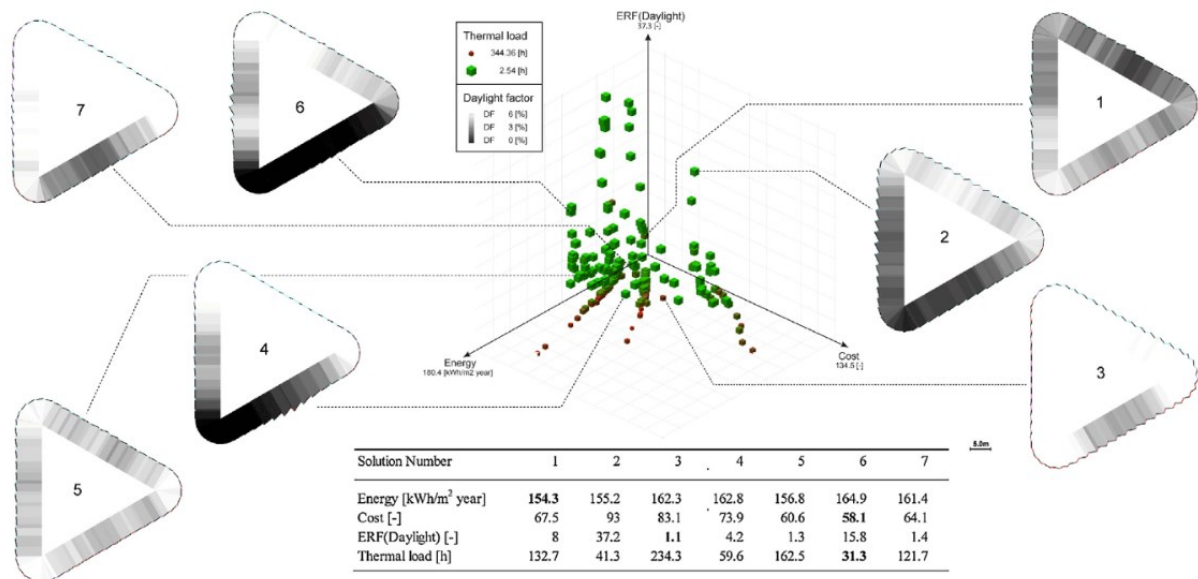 7
6
Thermal load
344.36 [h]
2.54 [h]
Daylight factor
DF 6 [%]
DF 3 [%]
DF 0 [%]
ERF(Daylight)
37.3 [-]
1
2
Energy
180.4 [kWh/m2 year]
Cost
134.5 [-]
4
3
5
5.0m
Solution Number 1 2 3 4 5 6 7
Energy [kWh/m² year] 154.3 155.2 162.3 162.8 156.8 164.9 161.4
Cost [-] 67.5 93 83.1 73.9 60.6 58.1 64.1
ERF(Daylight) [-] 8 37.2 1.1 4.2 1.3 15.8 1.4
Thermal load [h] 132.7 41.3 234.3 59.6 162.5 31.3 121.7